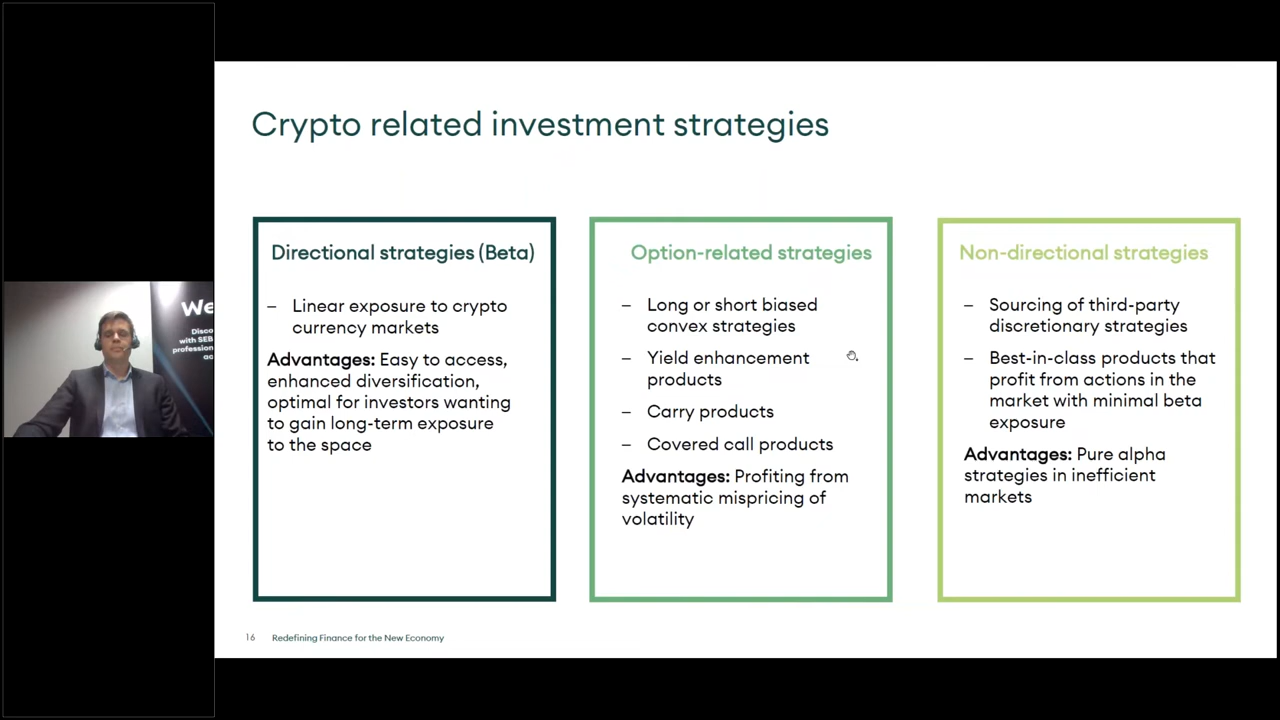 Crypto related investment strategies
Directional strategies (Beta)
– Linear exposure to crypto
currency markets
Advantages: Easy to access,
enhanced diversification,
optimal for investors wanting
to gain long-term exposure
to the space
Option-related strategies
– Long or short biased
convex strategies
– Yield enhancement
products
– Carry products
– Covered call products
Advantages: Profiting from
systematic mispricing of
volatility
Non-directional strategies
– Sourcing of third-party
discretionary strategies
– Best-in-class products that
profit from actions in the
market with minimal beta
exposure
Advantages: Pure alpha
strategies in inefficient
markets
16 Redefining Finance for the New Economy
We
Disco
with SEB
profession
ac